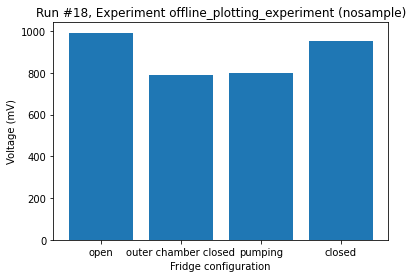 Run #18, Experiment offline_plotting_experiment (nosample)
1000
800
600
400
200
0
Voltage (mV)
open outer chamber closed pumping closed
Fridge configuration